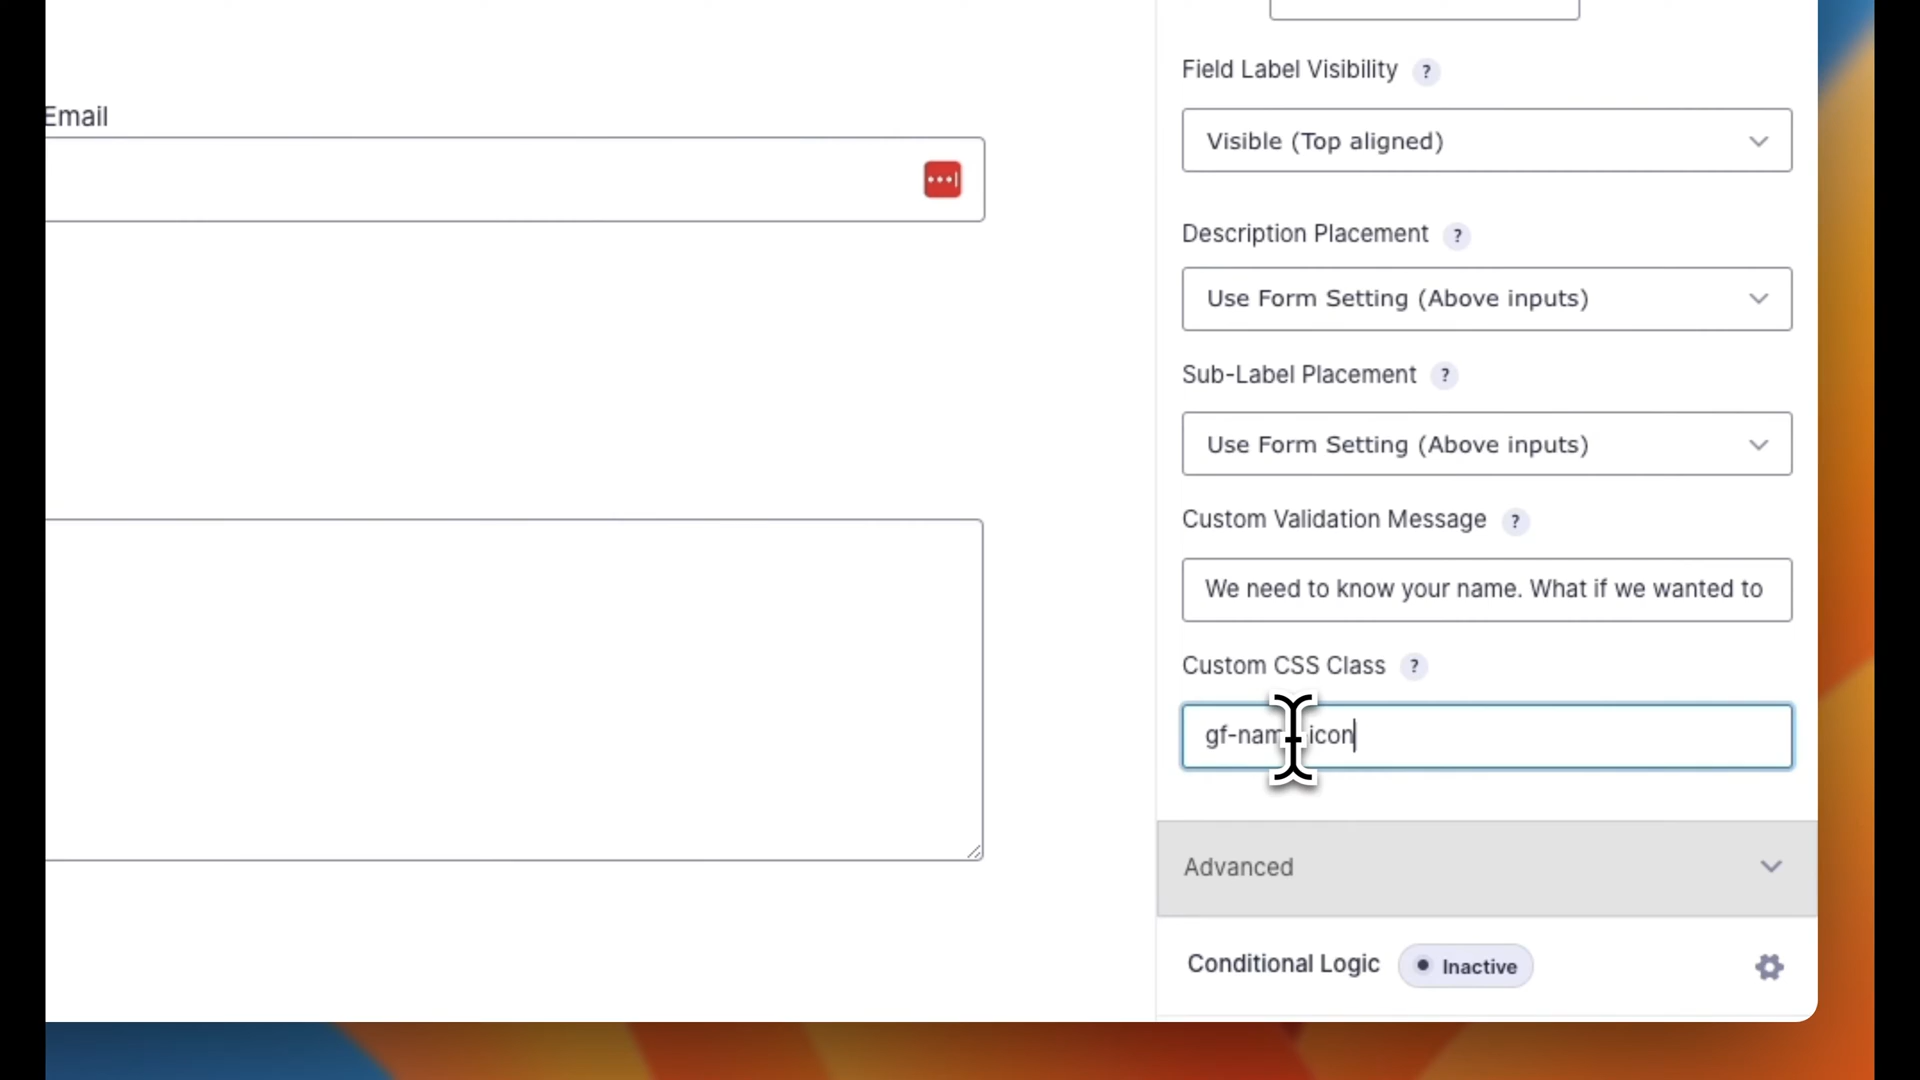 Field Label Visibility ?
Email
Visible (Top aligned)
Description Placement ?
Use Form Setting (Above inputs)
Sub-Label Placement ?
Use Form Setting (Above inputs)
Custom Validation Message ?
We need to know your name. What if we wanted to
Custom CSS Class ?
gf-name-icon
Advanced
Conditional Logic Inactive